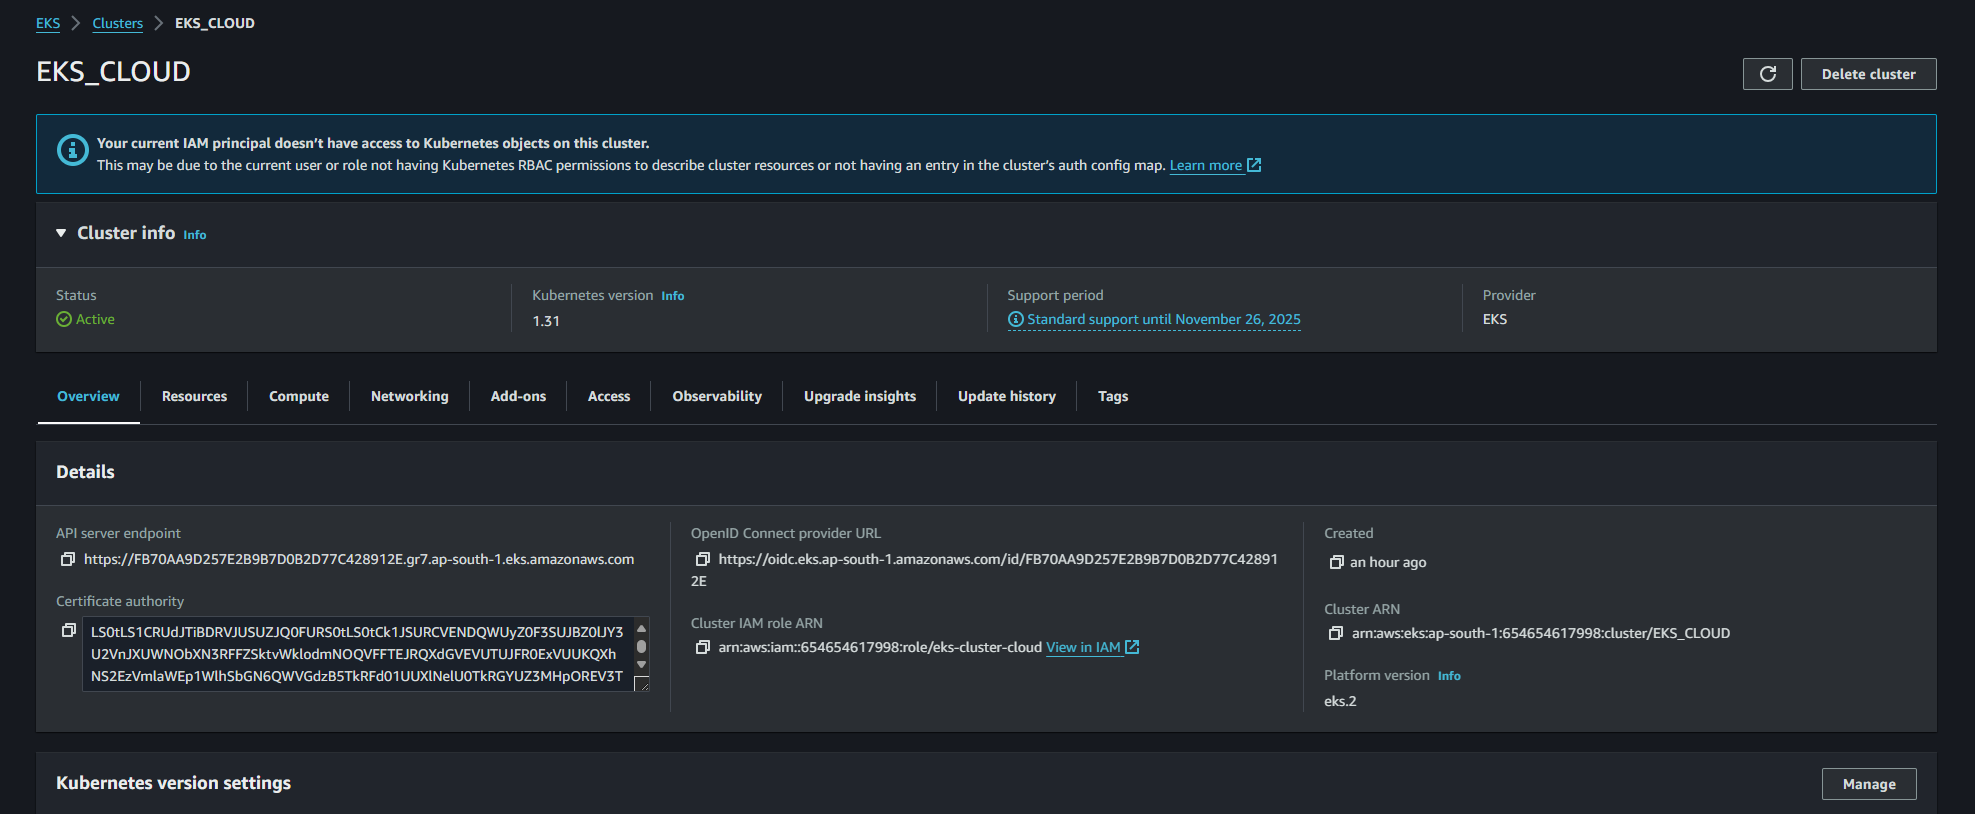 EKS > Clusters > EKS_CLOUD
EKS_CLOUD
Delete cluster
Your current IAM principal doesn't have access to Kubernetes objects on this cluster.
This may be due to the current user or role not having Kubernetes RBAC permissions to describe cluster resources or not having an entry in the cluster's auth config map. Learn more
Cluster info Info
Status
Active
Kubernetes version Info
1.31
Support period
Standard support until November 26, 2025
Provider
EKS
Overview Resources Compute Networking Add-ons Access Observability Upgrade insights Update history Tags
Details
API server endpoint
https://FB70AA9D257E2B9B7D0B2D77C428912E.gr7.ap-south-1.eks.amazonaws.com
Certificate authority
LS0tLS1CRUdJTiBDRVJUSUZJQ0FURS0tLS0tCk1JSURCVENDQWUyZ0F3SUJBZ0lJY3
U2VnJXUWNObXN3RFFZSktvWklodmNOQVFFTEJRQXdGVEVUTUJFR0ExVUUKQXh
NS2EzVmlaWEp1WlhSbGN6QWVGdzB5TkRFd01UUXlNelU0TkRGYUZ3MHpOREV3T
OpenID Connect provider URL
https://oidc.eks.ap-south-1.amazonaws.com/id/FB70AA9D257E2B9B7D0B2D77C42891
2E
Cluster IAM role ARN
arn:aws:iam::654654617998:role/eks-cluster-cloud View in IAM
Created
an hour ago
Cluster ARN
arn:aws:eks:ap-south-1:654654617998:cluster/EKS_CLOUD
Platform version Info
eks.2
Kubernetes version settings
Manage